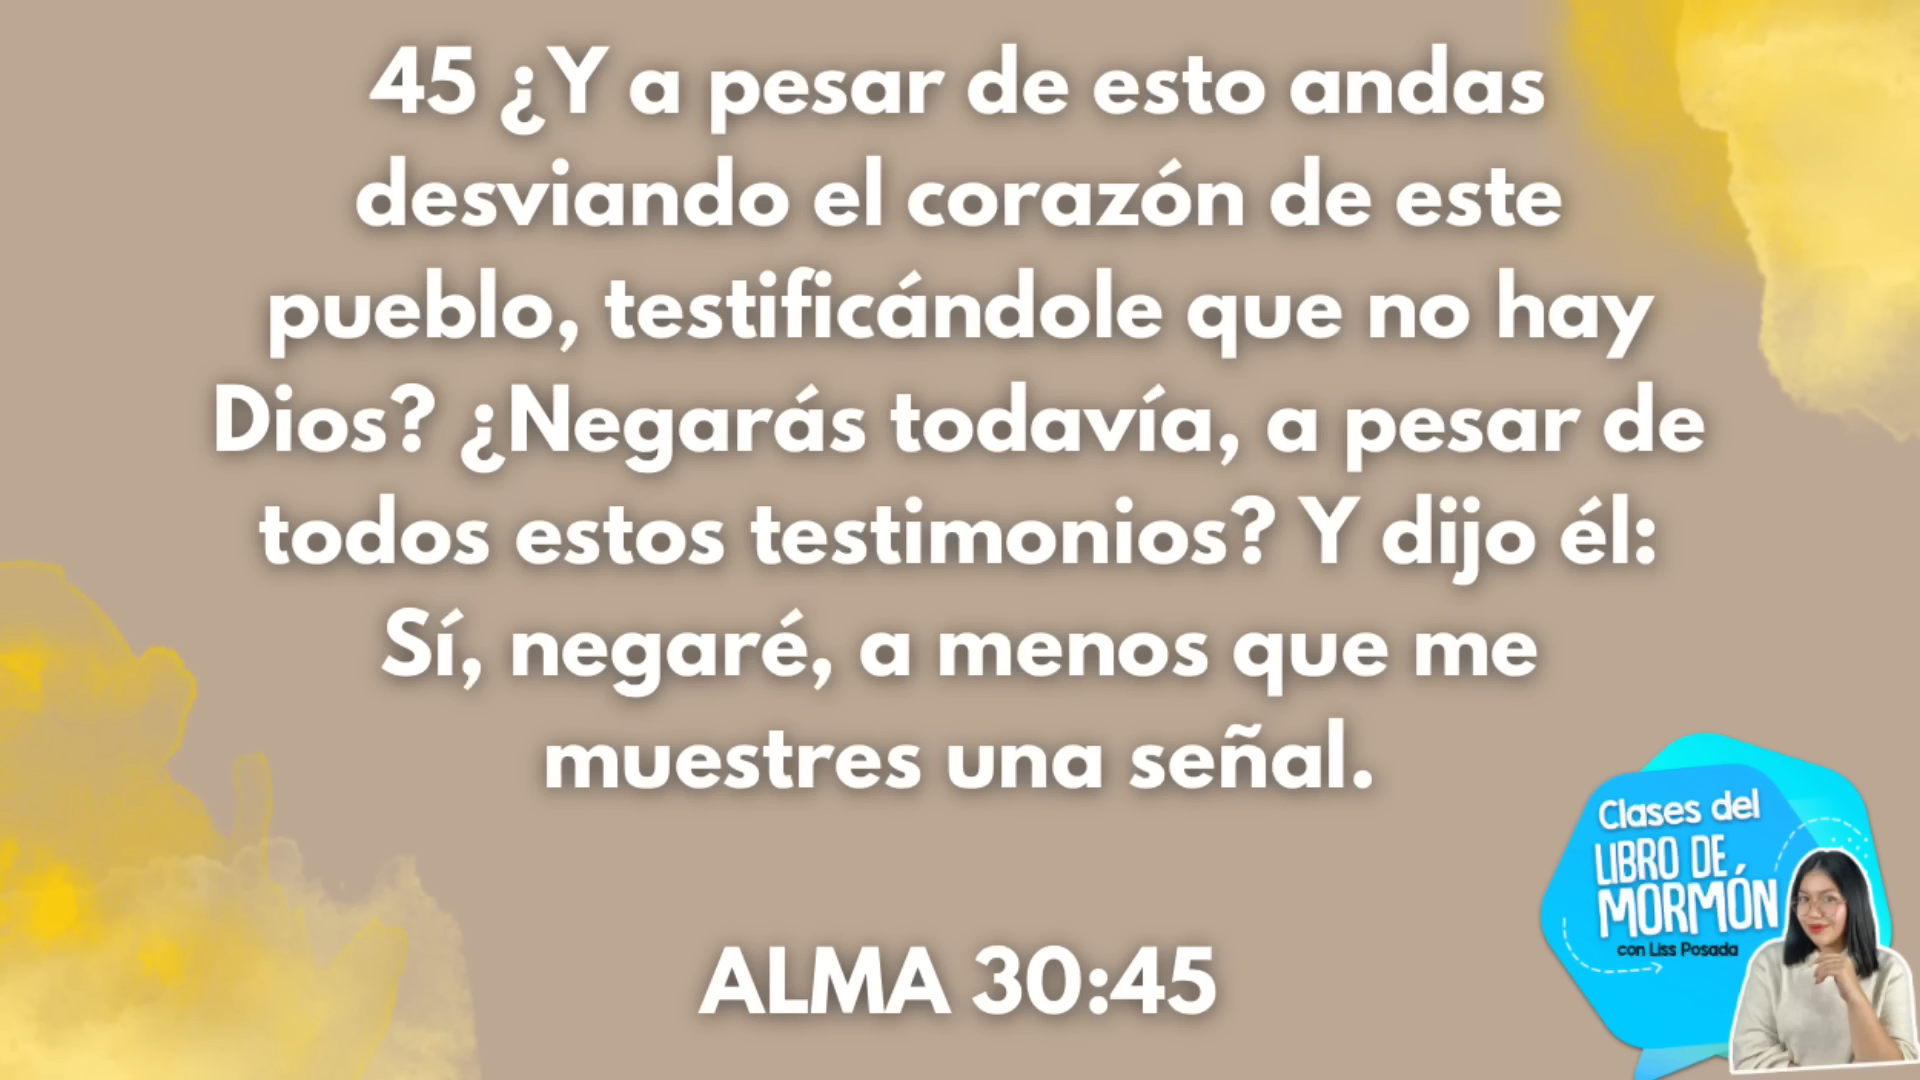 45 ¿Y a pesar de esto andas
desviando el corazón de este
pueblo, testificándole que no hay
Dios? ¿Negarás todavía, a pesar de
todos estos testimonios? Y dijo él:
Sí, negaré, a menos que me
muestres una señal.
ALMA 30:45
Clases del
LIBRO DE
MORMÓN
con Liss Posada